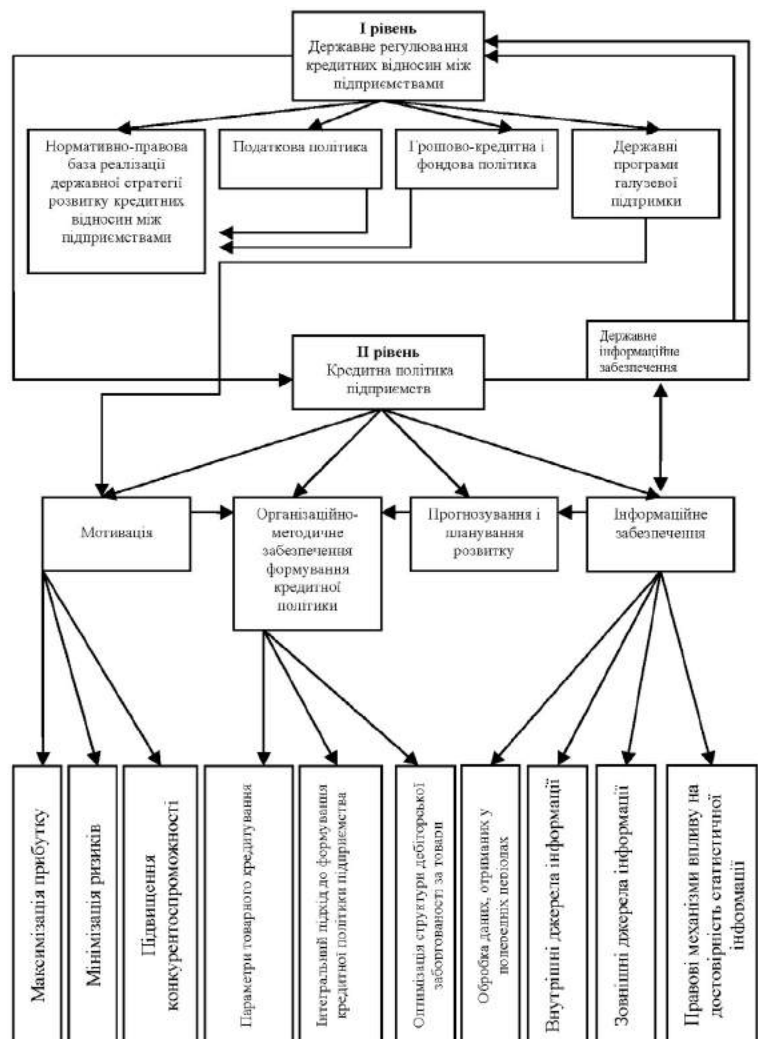 І рівень
Державне регулювання
кредитних відносин між
підприємствами
Нормативно-правова
база реалізації
державної стратегії
розвитку кредитних
відносин між
підприємствами
Податкова політика
Грошово-кредитна і
фондова політика
Державні
програми
галузевої
підтримки
Державне
інформаційне
забезпечення
ІІ рівень
Кредитна політика
підприємств
Мотивація
Організаційно-
методичне
забезпечення
формування
кредитної
політики
Прогнозування і
планування
розвитку
Інформаційне
забезпечення
Максимізація прибутку
Мінімізація ризиків
Підвищення
конкурентоспроможності
Параметри товарного кредитування
Інтегральний підхід до формування
кредитної політики підприємства
Оптимізація структури дебіторської
заборгованості за товари
Обробка даних, отриманих у
попередніх періодах
Внутрішні джерела інформації
Зовнішні джерела інформації
Правові механізми впливу на
достовірність статистичної
інформації